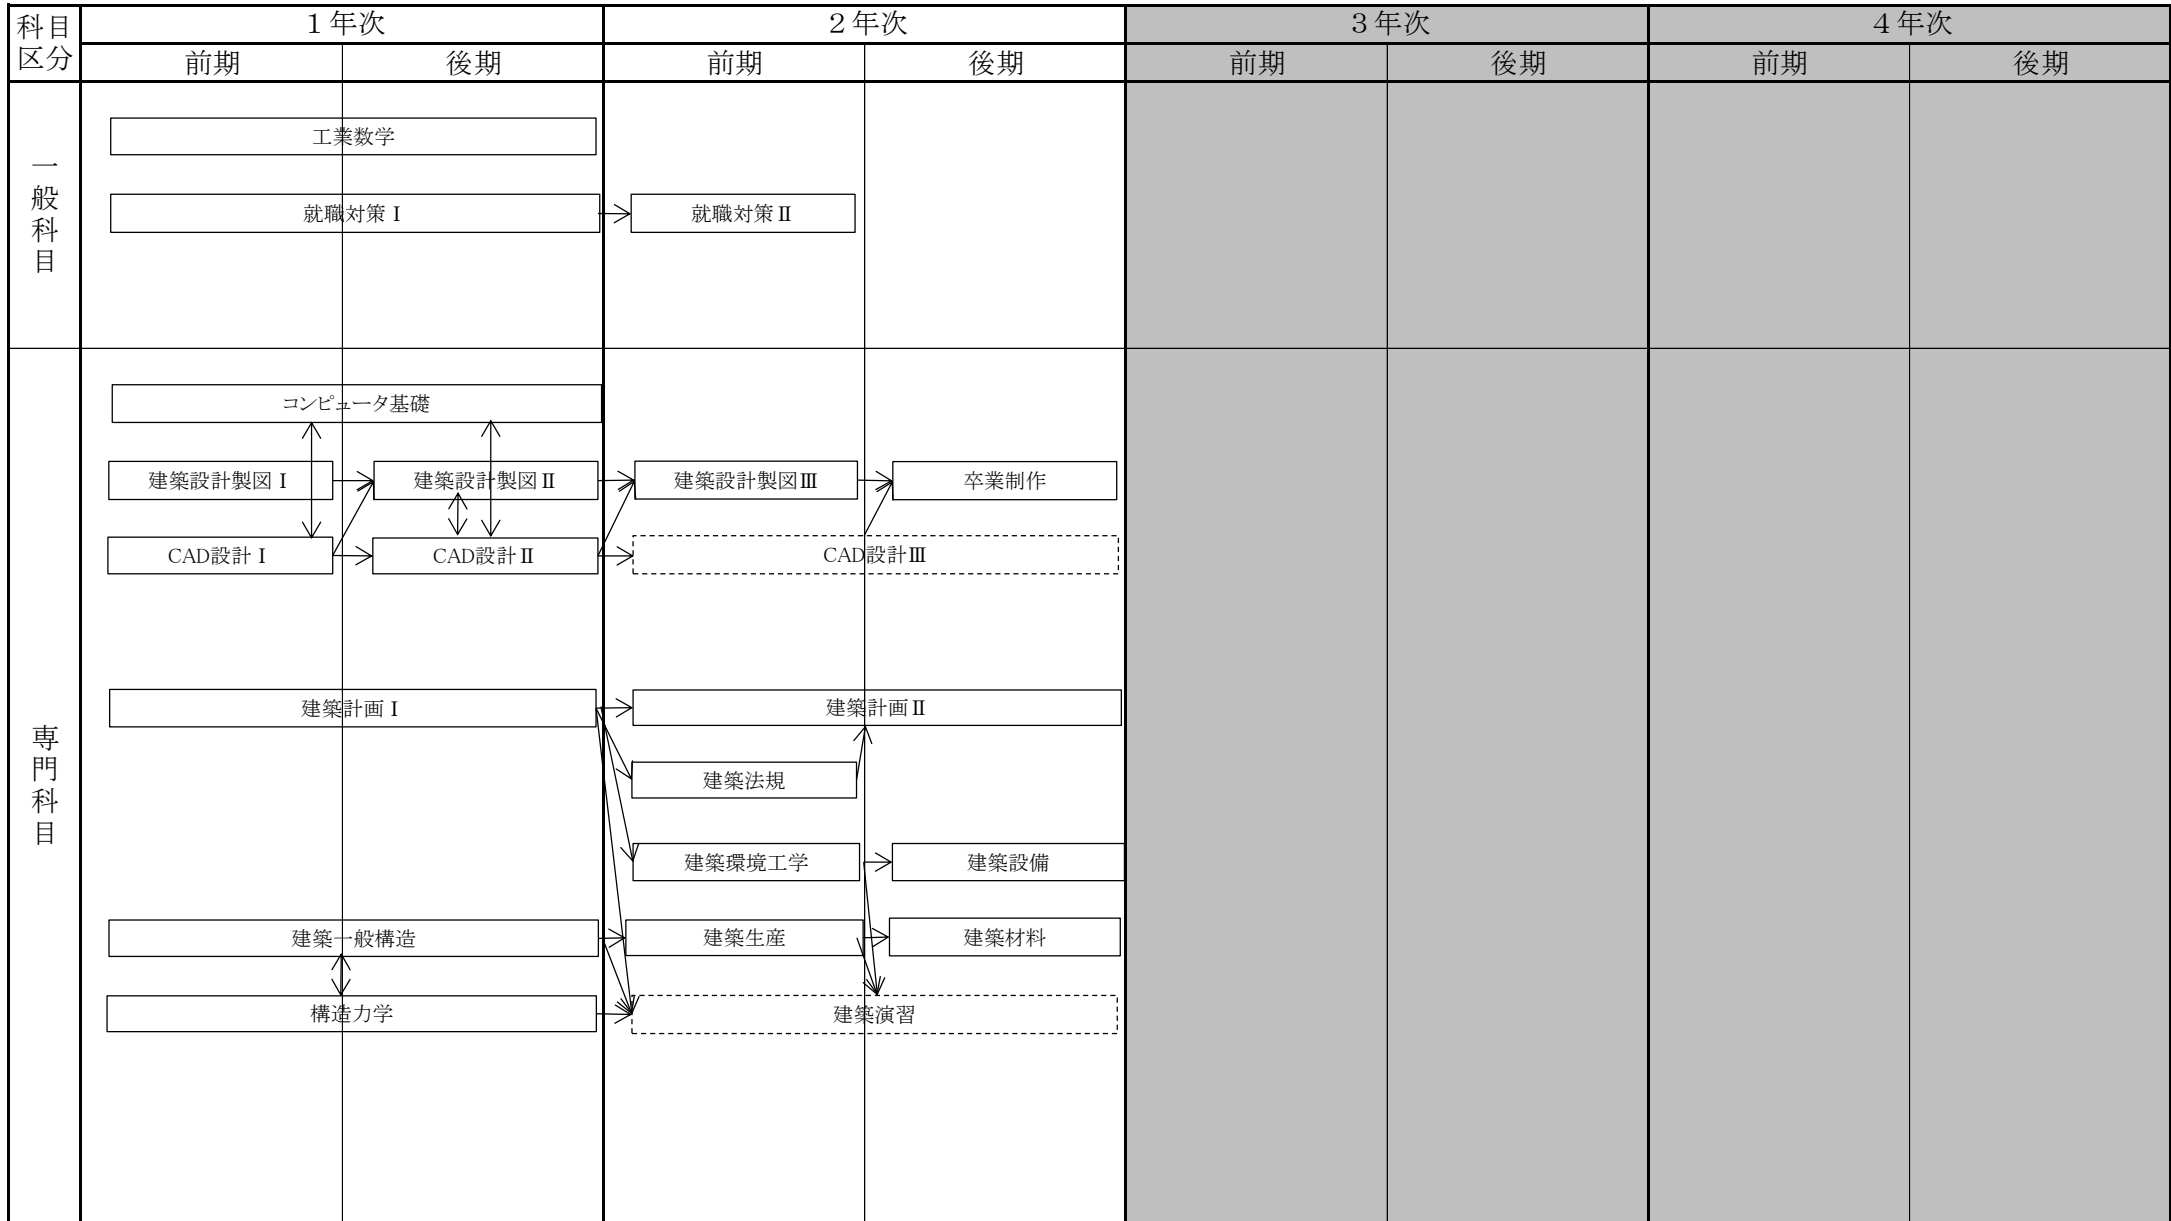 科目
区分
１年次
２年次
３年次
４年次
前期
後期
前期
後期
前期
後期
前期
後期
一般科目
工業数学
就職対策Ⅰ
就職対策Ⅱ
専門科目
コンピュータ基礎
建築設計製図Ⅰ
建築設計製図Ⅱ
建築設計製図Ⅲ
卒業制作
CAD設計Ⅰ
CAD設計Ⅱ
CAD設計Ⅲ
建築計画Ⅰ
建築計画Ⅱ
建築法規
建築環境工学
建築設備
建築一般構造
建築生産
建築材料
構造力学
建築演習